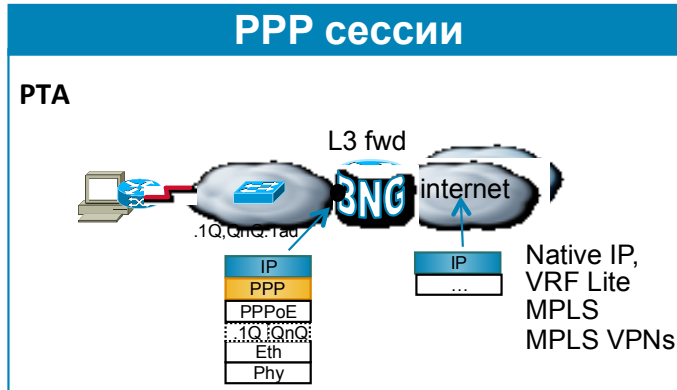 PPP сессии
PTA
L3 fwd
BNG
internet
.1Q,QnQ.1ad
IP
PPP
PPPoE
.1Q QnQ
Eth
Phy
IP
...
Native IP,
VRF Lite
MPLS
MPLS VPNs